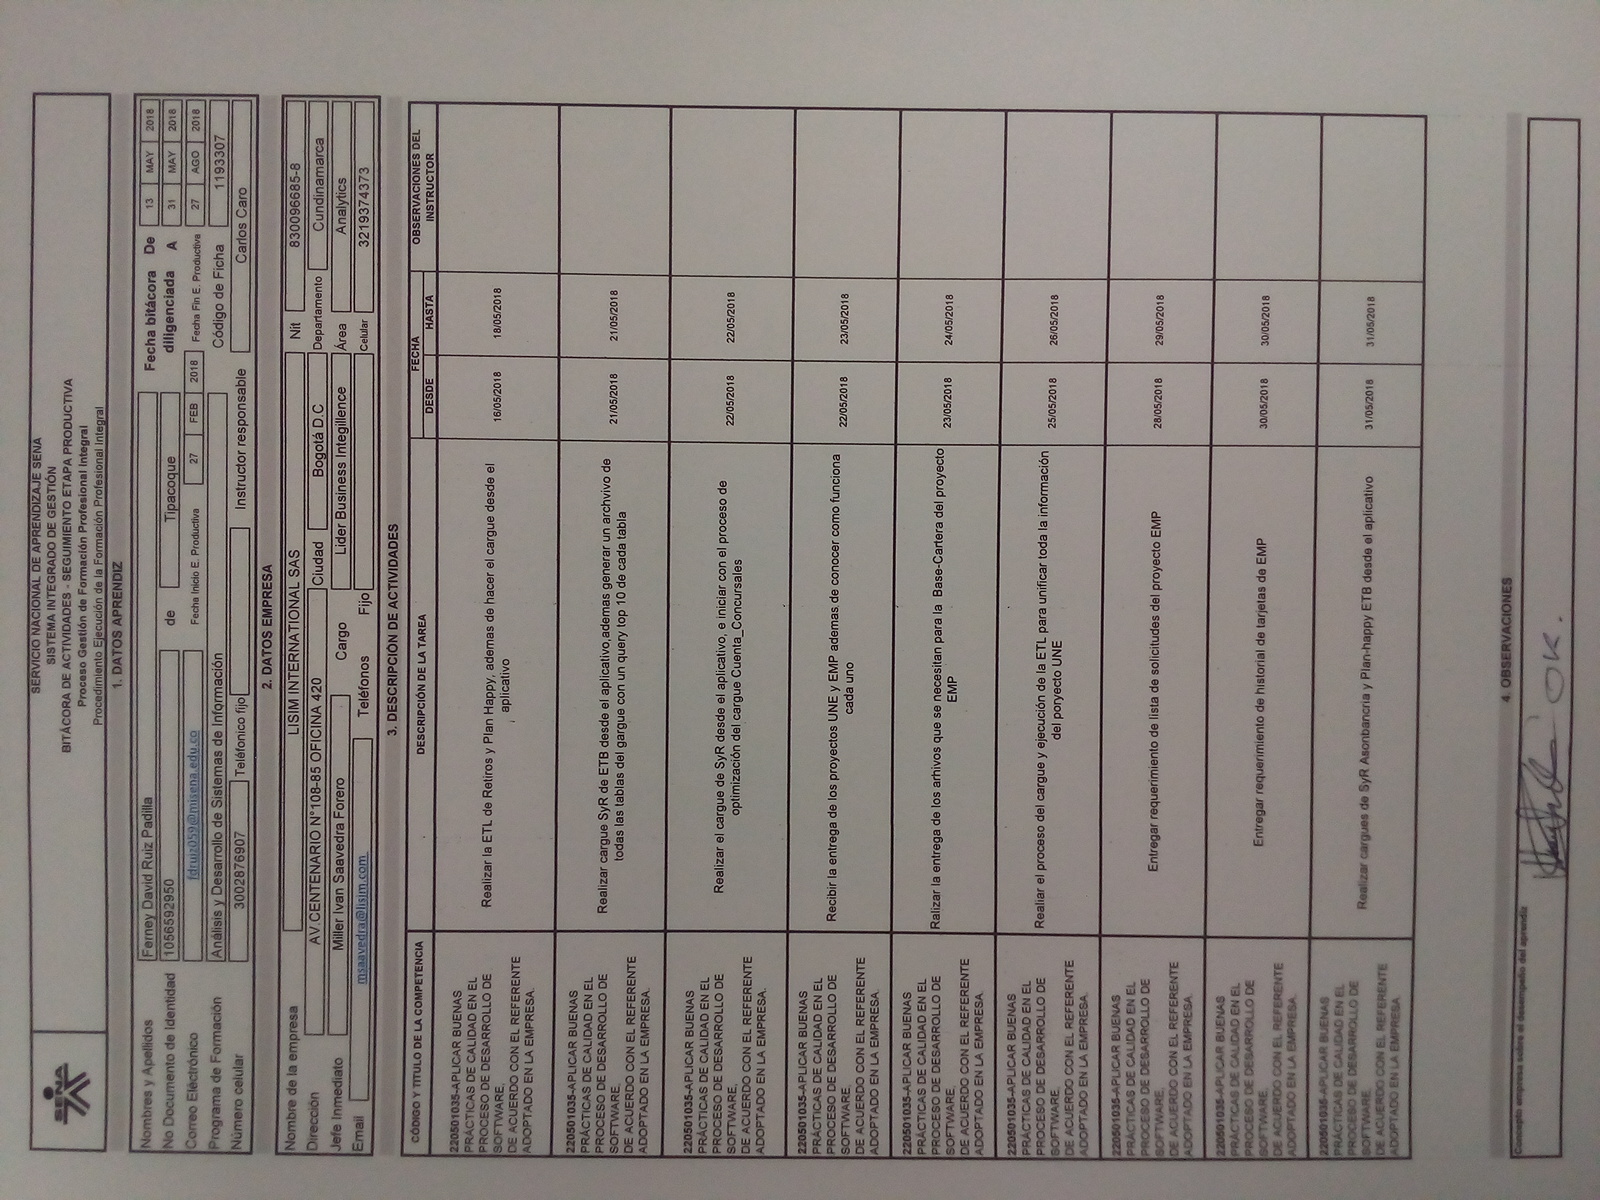 SENA
SERVICIO NACIONAL DE APRENDIZAJE SENA
SISTEMA INTEGRADO DE GESTIÓN
BITÁCORA DE ACTIVIDADES - SEGUIMIENTO ETAPA PRODUCTIVA
Proceso Gestión de Formación Profesional Integral
Procedimiento Ejecución de la Formación Profesional Integral
1. DATOS APRENDIZ
Nombres y Apellidos Ferney David Ruiz Padilla Fecha bitácora De 13 MAY 2018
No Documento de Identidad 1056592950 de Tipacoque diligenciada A 31 MAY 2018
Correo Eléctrónico fdruiz059@misena.edu.co Fecha Inicio E. Productiva 27 FEB 2018 Fecha Fin E. Productiva 27 AGO 2018
Programa de Formación Análisis y Desarrollo de Sistemas de Información Código de Ficha 1193307
Número celular 3002876907 Teléfonico fijo Instructor responsable Carlos Caro
2. DATOS EMPRESA
Nombre de la empresa LISIM INTERNATIONAL SAS Nit 830096685-8
Dirección AV.CENTENARIO N°108-85 OFICINA 420 Ciudad Bogotá D.C Departamento Cundinamarca
Jefe Inmediato Miller Ivan Saavedra Forero Cargo Lider Business Integillence Área Analytics
Email msaavedra@lisim.com Teléfonos Fijo Celular 3219374373
3. DESCRIPCIÓN DE ACTIVIDADES
CÓDIGO Y TITULO DE LA COMPETENCIA DESCRIPCIÓN DE LA TAREA FECHA OBSERVACIONES DEL
DESDE HASTA INSTRUCTOR
220501035-APLICAR BUENAS
PRÁCTICAS DE CALIDAD EN EL
PROCESO DE DESARROLLO DE
SOFTWARE,
DE ACUERDO CON EL REFERENTE
ADOPTADO EN LA EMPRESA.
Realizar la ETL de Retiros y Plan Happy, ademas de hacer el cargue desde el
aplicativo
16/05/2018 18/05/2018
220501035-APLICAR BUENAS
PRÁCTICAS DE CALIDAD EN EL
PROCESO DE DESARROLLO DE
SOFTWARE,
DE ACUERDO CON EL REFERENTE
ADOPTADO EN LA EMPRESA.
Realizar cargue SyR de ETB desde el aplicativo,ademas generar un archvivo de
todas las tablas del gargue con un query top 10 de cada tabla
21/05/2018 21/05/2018
220501035-APLICAR BUENAS
PRÁCTICAS DE CALIDAD EN EL
PROCESO DE DESARROLLO DE
SOFTWARE,
DE ACUERDO CON EL REFERENTE
ADOPTADO EN LA EMPRESA.
Realizar el cargue de SyR desde el aplicativo, e iniciar con el proceso de
optimización del cargue Cuenta_Concursales
22/05/2018 22/05/2018
220501035-APLICAR BUENAS
PRÁCTICAS DE CALIDAD EN EL
PROCESO DE DESARROLLO DE
SOFTWARE,
DE ACUERDO CON EL REFERENTE
ADOPTADO EN LA EMPRESA.
Recibir la entrega de los proyectos UNE y EMP ademas de conocer como funciona
cada uno
22/05/2018 23/05/2018
220501035-APLICAR BUENAS
PRÁCTICAS DE CALIDAD EN EL
PROCESO DE DESARROLLO DE
SOFTWARE,
DE ACUERDO CON EL REFERENTE
ADOPTADO EN LA EMPRESA.
Ralizar la entrega de los arhivos que se necesitan para la Base-Cartera del proyecto
EMP
23/05/2018 24/05/2018
220501035-APLICAR BUENAS
PRÁCTICAS DE CALIDAD EN EL
PROCESO DE DESARROLLO DE
SOFTWARE,
DE ACUERDO CON EL REFERENTE
ADOPTADO EN LA EMPRESA.
Realiar el proceso del cargue y ejecución de la ETL para unificar toda la información
del poryecto UNE
25/05/2018 26/05/2018
220501035-APLICAR BUENAS
PRÁCTICAS DE CALIDAD EN EL
PROCESO DE DESARROLLO DE
SOFTWARE,
DE ACUERDO CON EL REFERENTE
ADOPTADO EN LA EMPRESA.
Entregar requerimiento de lista de solicitudes del proyecto EMP
28/05/2018 29/05/2018
220501035-APLICAR BUENAS
PRÁCTICAS DE CALIDAD EN EL
PROCESO DE DESARROLLO DE
SOFTWARE,
DE ACUERDO CON EL REFERENTE
ADOPTADO EN LA EMPRESA.
Entregar requerimiento de historial de tarjetas de EMP
30/05/2018 30/05/2018
220501035-APLICAR BUENAS
PRÁCTICAS DE CALIDAD EN EL
PROCESO DE DESARROLLO DE
SOFTWARE,
DE ACUERDO CON EL REFERENTE
ADOPTADO EN LA EMPRESA.
Realizar cargues de SyR Asonbancria y Plan-happy ETB desde el aplicativo
31/05/2018 31/05/2018
4. OBSERVACIONES
Concepto empresa sobre el desempeño del aprendiz
OK.